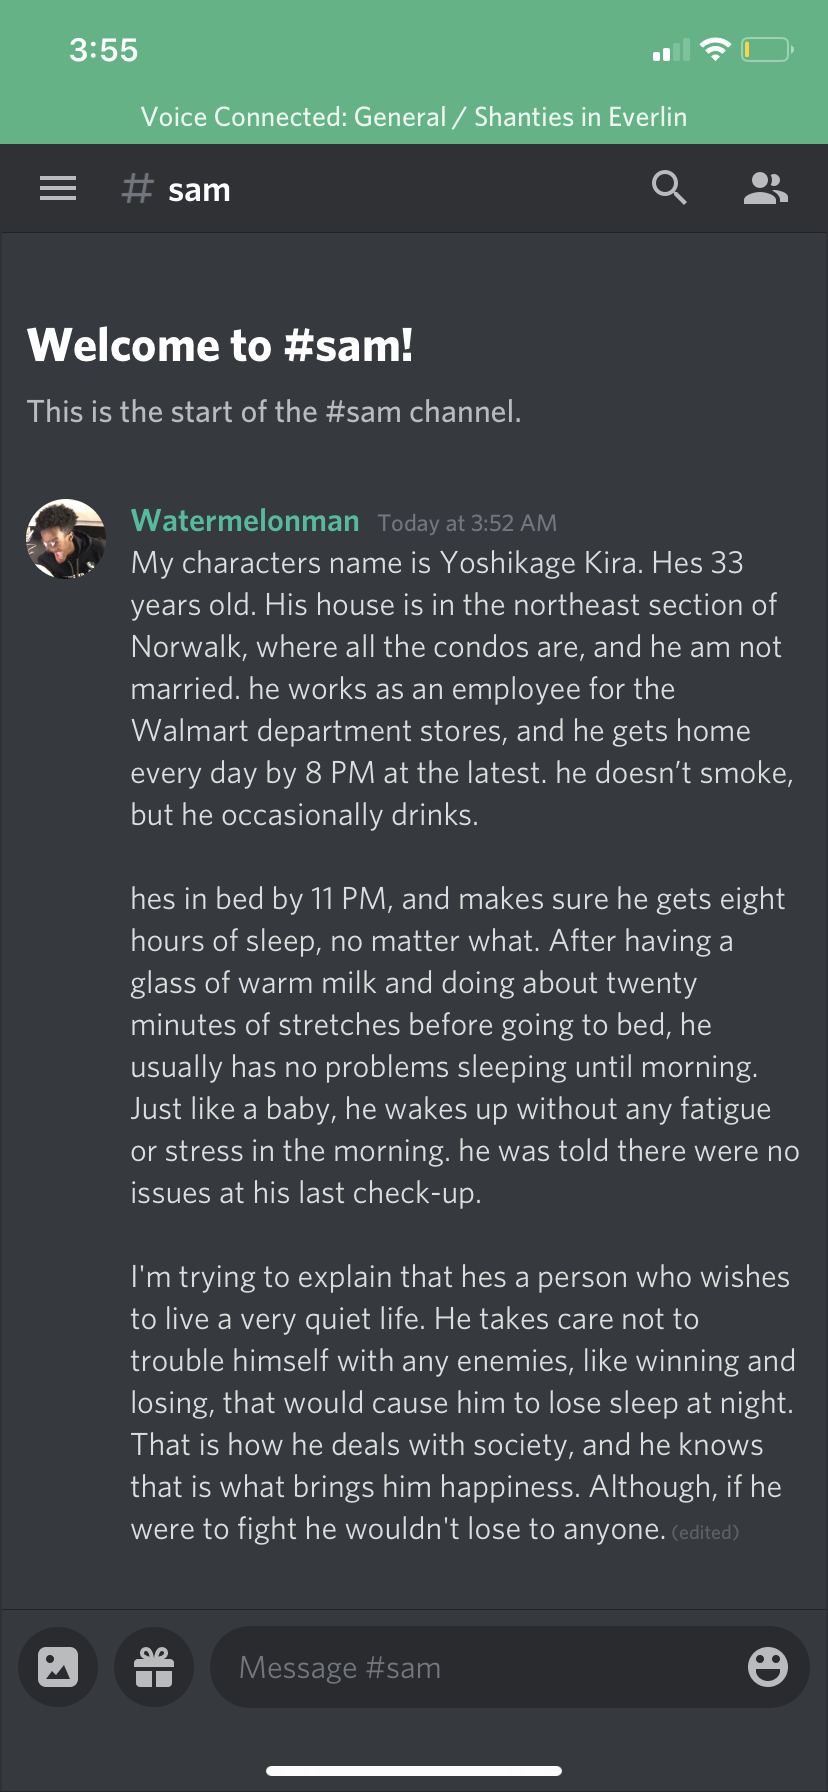 3:55
Voice Connected: General / Shanties in Everlin
# sam
Welcome to #sam!
This is the start of the #sam channel.
Watermelonman Today at 3:52 AM
My characters name is Yoshikage Kira. Hes 33
years old. His house is in the northeast section of
Norwalk, where all the condos are, and he am not
married. he works as an employee for the
Walmart department stores, and he gets home
every day by 8 PM at the latest. he doesn’t smoke,
but he occasionally drinks.
hes in bed by 11 PM, and makes sure he gets eight
hours of sleep, no matter what. After having a
glass of warm milk and doing about twenty
minutes of stretches before going to bed, he
usually has no problems sleeping until morning.
Just like a baby, he wakes up without any fatigue
or stress in the morning. he was told there were no
issues at his last check-up.
I'm trying to explain that hes a person who wishes
to live a very quiet life. He takes care not to
trouble himself with any enemies, like winning and
losing, that would cause him to lose sleep at night.
That is how he deals with society, and he knows
that is what brings him happiness. Although, if he
were to fight he wouldn't lose to anyone. (edited)
Message #sam